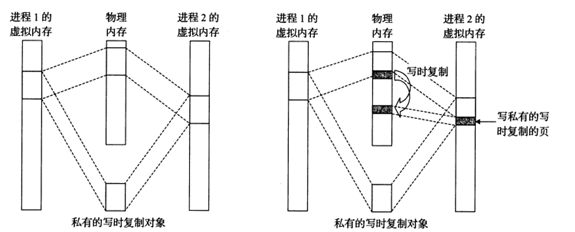 进程1的
虚拟内存
物理
内存
进程2的
虚拟内存
私有的写时复制对象
进程1的
虚拟内存
物理
内存
进程2的
虚拟内存
写时复制
写私有的写
时复制的页
私有的写时复制对象